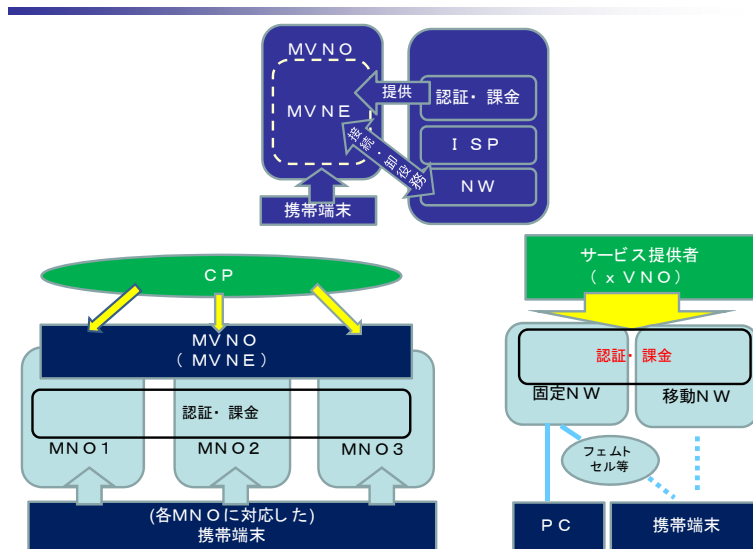 ＭＶＮＯ
ＭＶＮＥ
提供
認証・課金
ＩＳＰ
ＮＷ
接続・卸役務
携帯端末
ＣＰ
ＭＶＮＯ
（ＭＶＮＥ）
認証・課金
ＭＮＯ１
ＭＮＯ２
ＭＮＯ３
(各ＭＮＯに対応した)
携帯端末
サービス提供者
（ｘＶＮＯ）
認証・課金
固定ＮＷ
移動ＮＷ
フェムト
セル等
ＰＣ
携帯端末